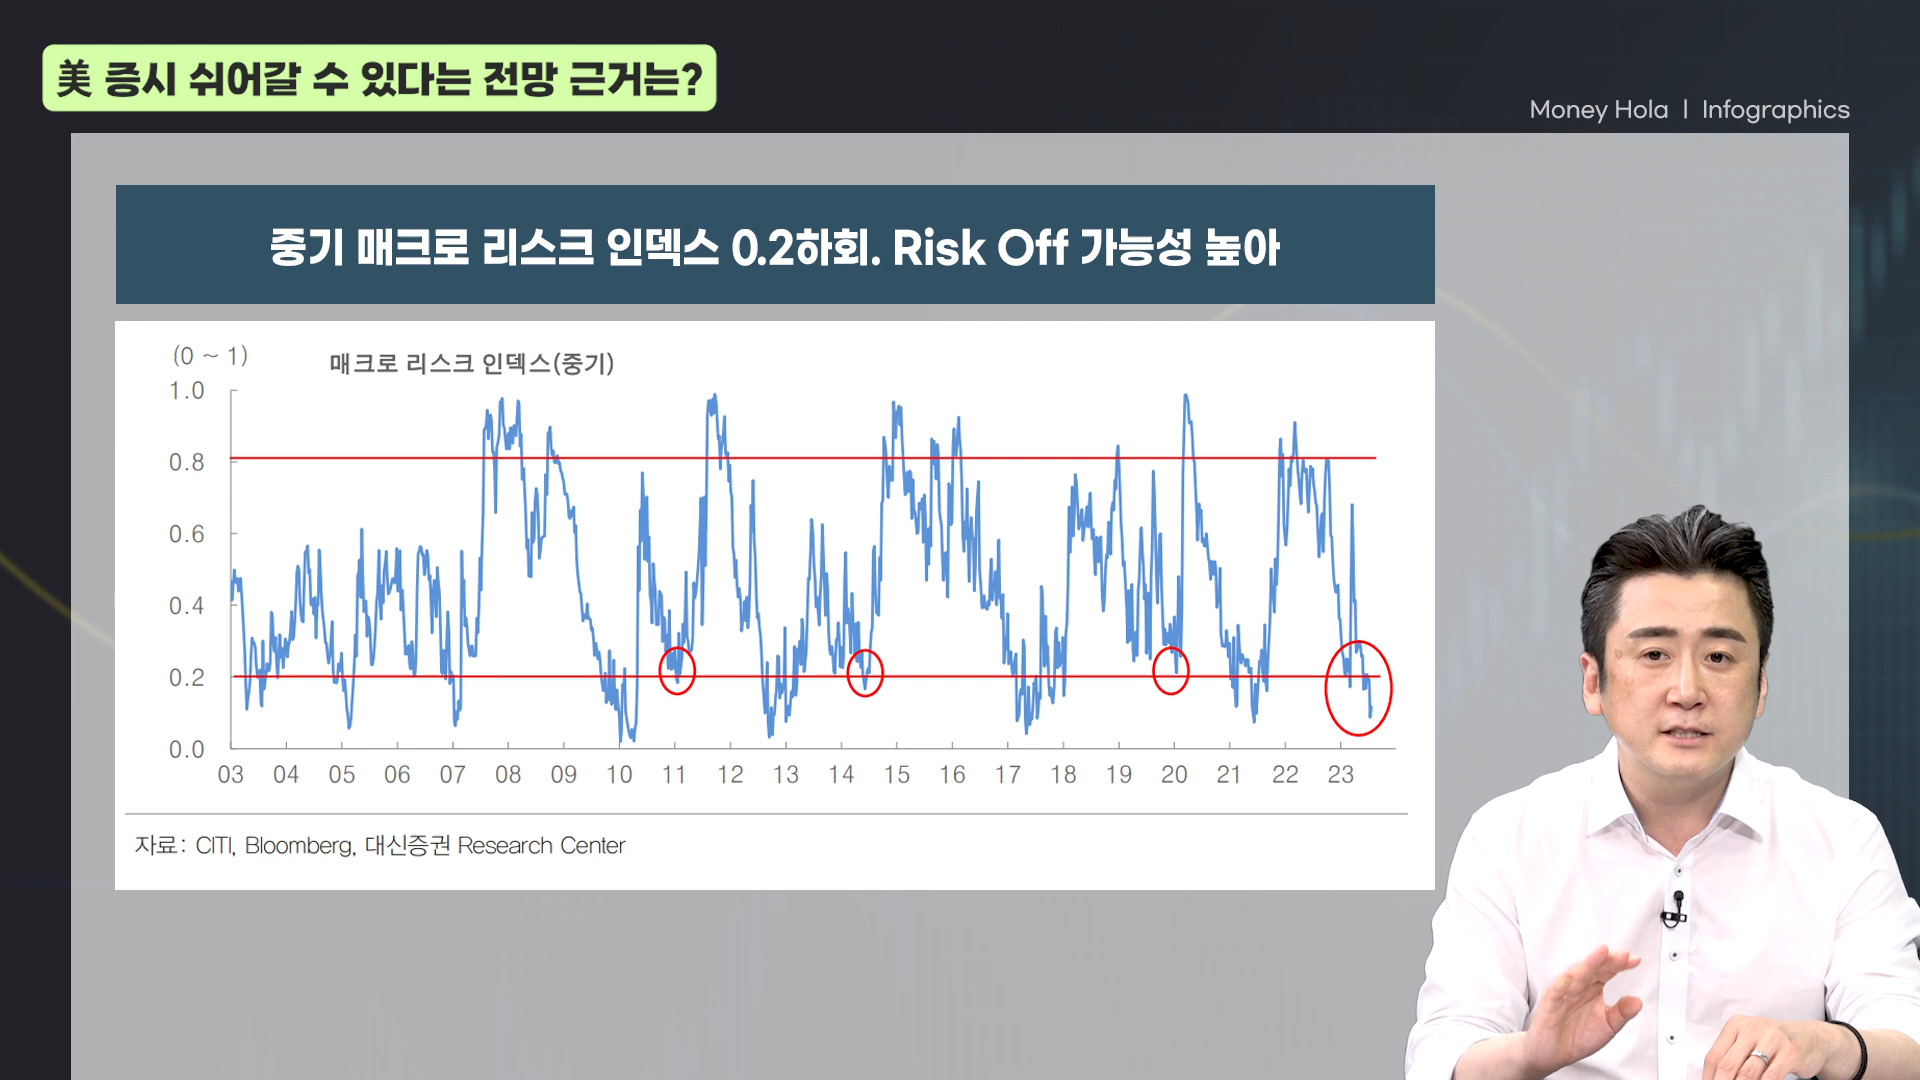 美 증시 쉬어갈 수 있다는 전망 근거는?
Money Hola | Infographics
중기 매크로 리스크 인덱스 0.2하회. Risk Off 가능성 높아
(0 ~ 1)
매크로 리스크 인덱스(중기)
1.0
0.8
0.6
0.4
0.2
0.0
03 04 05 06 07 08 09 10 11 12 13 14 15 16 17 18 19 20 21 22 23
자료: CITI, Bloomberg, 대신증권 Research Center